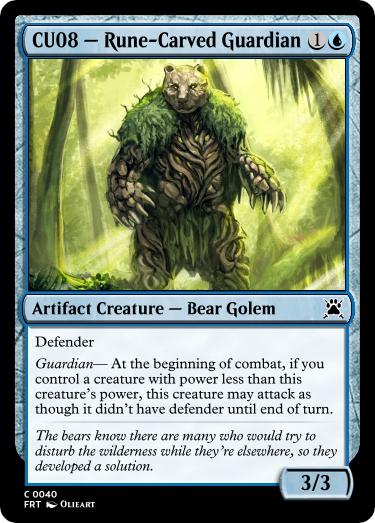 CU08 — Rune-Carved Guardian 1
Artifact Creature — Bear Golem
Defender
Guardian— At the beginning of combat, if you
control a creature with power less than this
creature's power, this creature may attack as
though it didn't have defender until end of turn.
The bears know there are many who would try to
disturb the wilderness while they're elsewhere, so they
developed a solution.
3/3
C 0040
FRT Olieart